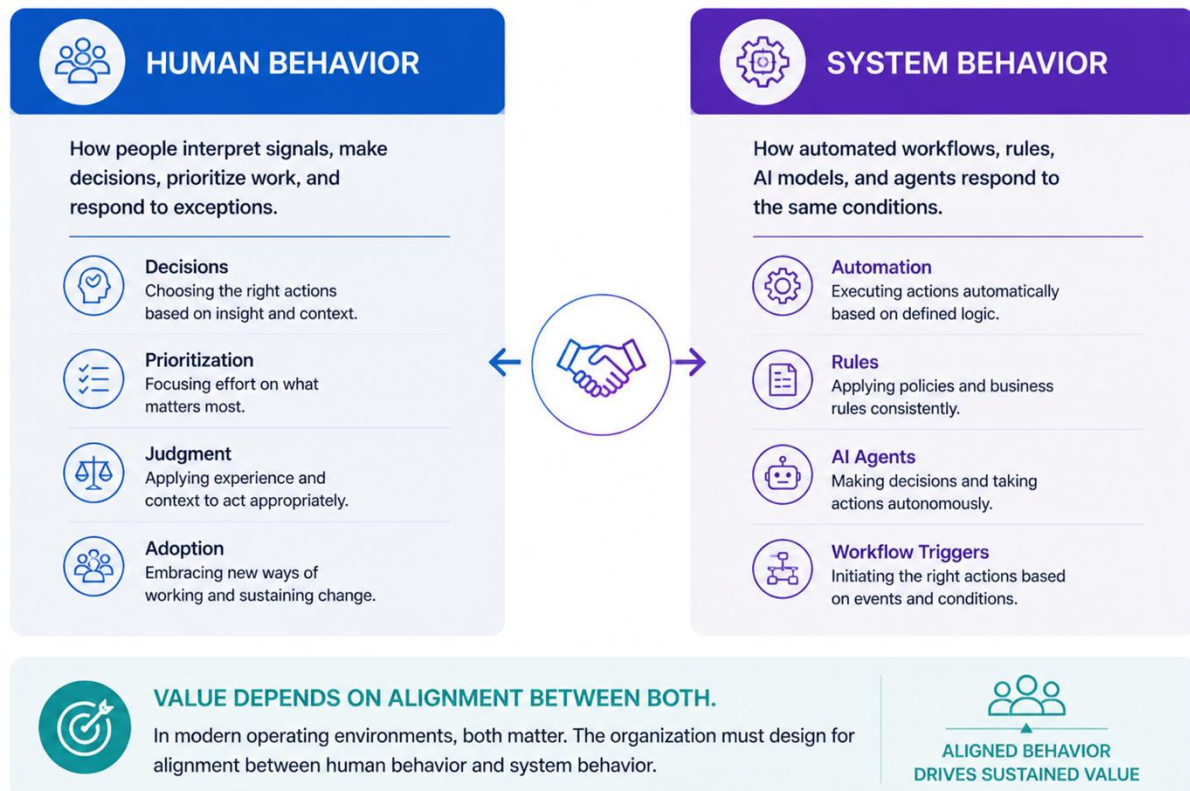 HUMAN BEHAVIOR
How people interpret signals, make
decisions, prioritize work, and
respond to exceptions.
Decisions
Choosing the right actions
based on insight and context.
Prioritization
Focusing effort on what
matters most.
Judgment
Applying experience and
context to act appropriately.
Adoption
Embracing new ways of
working and sustaining change.
SYSTEM BEHAVIOR
How automated workflows, rules,
AI models, and agents respond to
the same conditions.
Automation
Executing actions automatically
based on defined logic.
Rules
Applying policies and business
rules consistently.
AI Agents
Making decisions and taking
actions autonomously.
Workflow Triggers
Initiating the right actions based
on events and conditions.
VALUE DEPENDS ON ALIGNMENT BETWEEN BOTH.
In modern operating environments, both matter. The organization must design for
alignment between human behavior and system behavior.
ALIGNED BEHAVIOR
DRIVES SUSTAINED VALUE